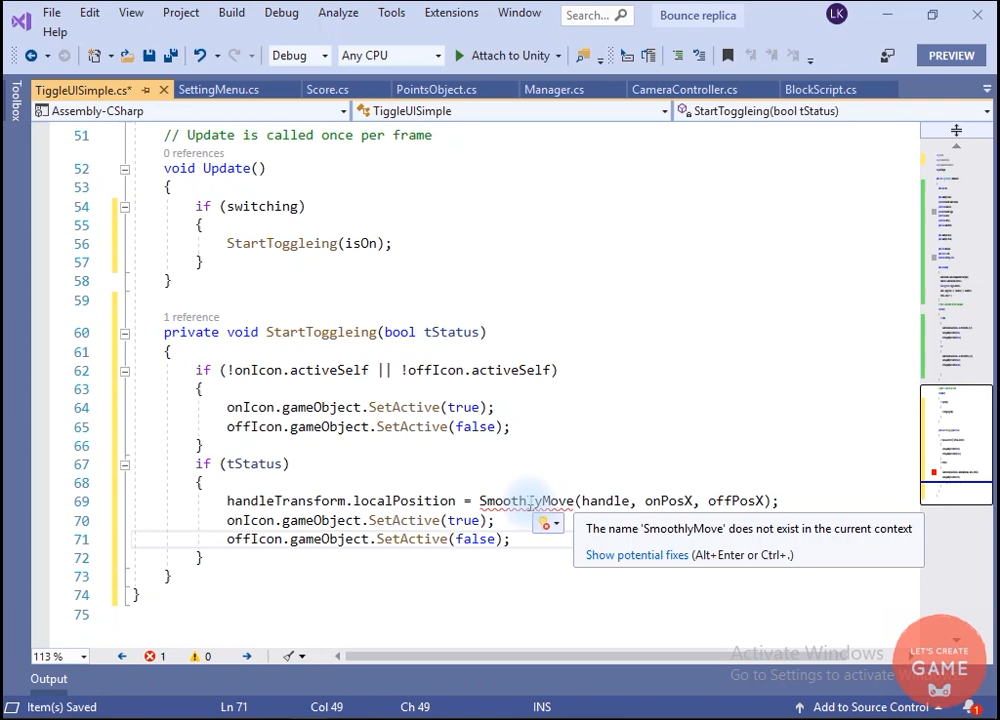 File Edit View Project Build Debug Analyze Tools Extensions Window Search... Bounce replica LK
Help
Debug Any CPU Attach to Unity PREVIEW
Toolbox
TiggleUISimple.cs* SettingMenu.cs Score.cs PointsObject.cs Manager.cs CameraController.cs BlockScript.cs
Assembly-CSharp TiggleUISimple StartToggleing(bool tStatus)
51 // Update is called once per frame
0 references
52 void Update()
53 {
54 if (switching)
55 {
56 StartToggleing(isOn);
57 }
58 }
59
1 reference
60 private void StartToggleing(bool tStatus)
61 {
62 if (!onIcon.activeSelf || !offIcon.activeSelf)
63 {
64 onIcon.gameObject.SetActive(true);
65 offIcon.gameObject.SetActive(false);
66 }
67 if (tStatus)
68 {
69 handleTransform.localPosition = SmoothlyMove(handle, onPosX, offPosX);
70 onIcon.gameObject.SetActive(true);
71 offIcon.gameObject.SetActive(false);
72 }
73 }
74 }
75
The name 'SmoothlyMove' does not exist in the current context
Show potential fixes (Alt+Enter or Ctrl+.)
113 % 1 0
Activate Windows
Go to Settings to activate Windows.
LET'S CREATE
GAME
Output
Item(s) Saved Ln 71 Col 49 Ch 49 INS Add to Source Control 1